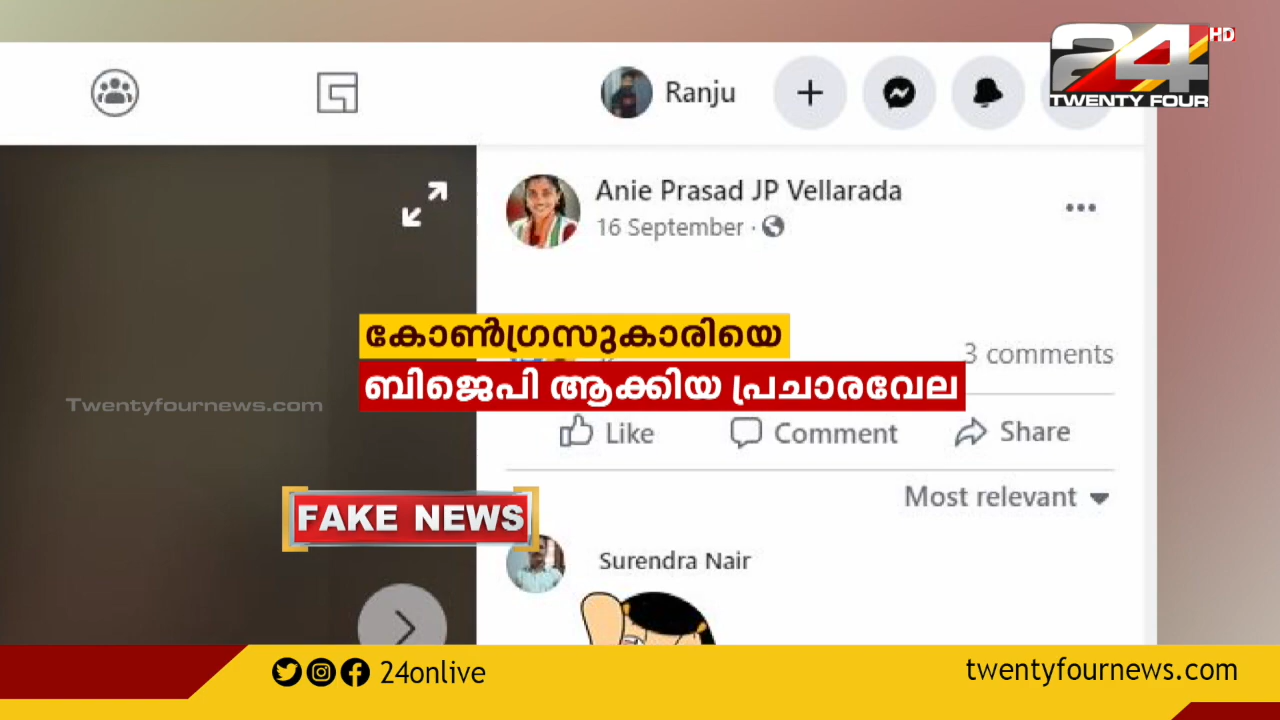 24 HD
TWENTY FOUR
Ranju
Anie Prasad JP Vellarada
16 September ·
കോൺഗ്രസുകാരിയെ
ബിജെപി ആക്കിയ പ്രചാരവേല
3 comments
Twentyfournews.com
Like Comment Share
Most relevant
FAKE NEWS
Surendra Nair
24onlive
twentyfournews.com